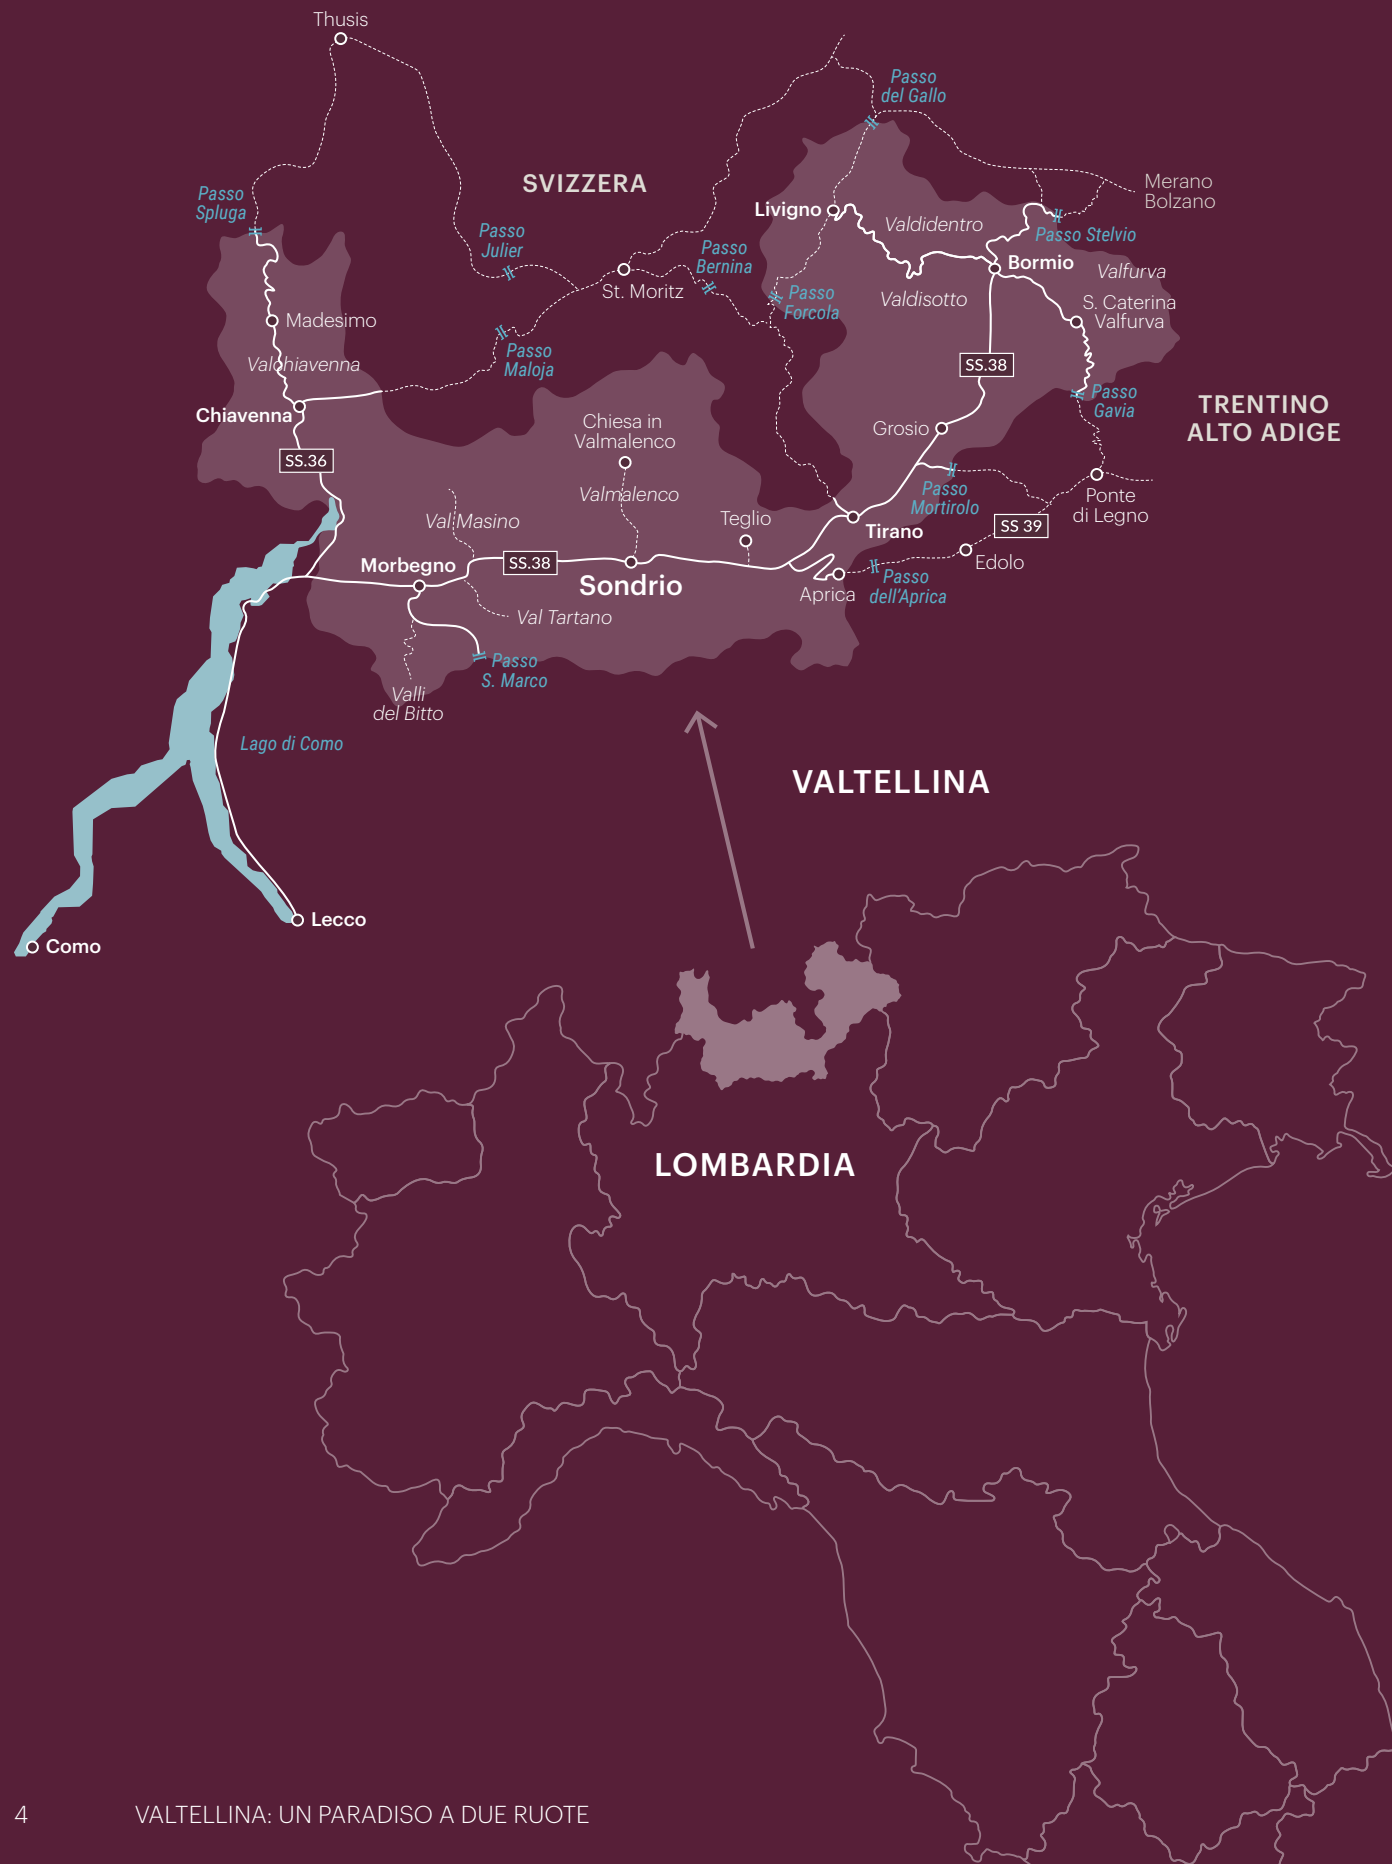 Thusis
Passo
del Gallo
SVIZZERA
Passo
Spluga
Merano
Bolzano
Livigno
Valdidentro
Passo
Julier
Passo Stelvio
Passo
Bernina
Bormio
Valfurva
St. Moritz
Passo
Forcola
Valdisotto
S. Caterina
Valfurva
Madesimo
Passo
Maloja
Valchiavenna
SS.38
Passo
Gavia
TRENTINO
ALTO ADIGE
Chiavenna
Chiesa in
Valmalenco
Grosio
SS.36
Valmalenco
Passo
Mortirolo
Ponte
di Legno
Val Masino
Teglio
SS 39
Tirano
Morbegno
SS.38
Sondrio
Edolo
Aprica
Passo
dell'Aprica
Val Tartano
Passo
S. Marco
Valli
del Bitto
Lago di Como
VALTELLINA
Lecco
Como
LOMBARDIA
4
VALTELLINA: UN PARADISO A DUE RUOTE